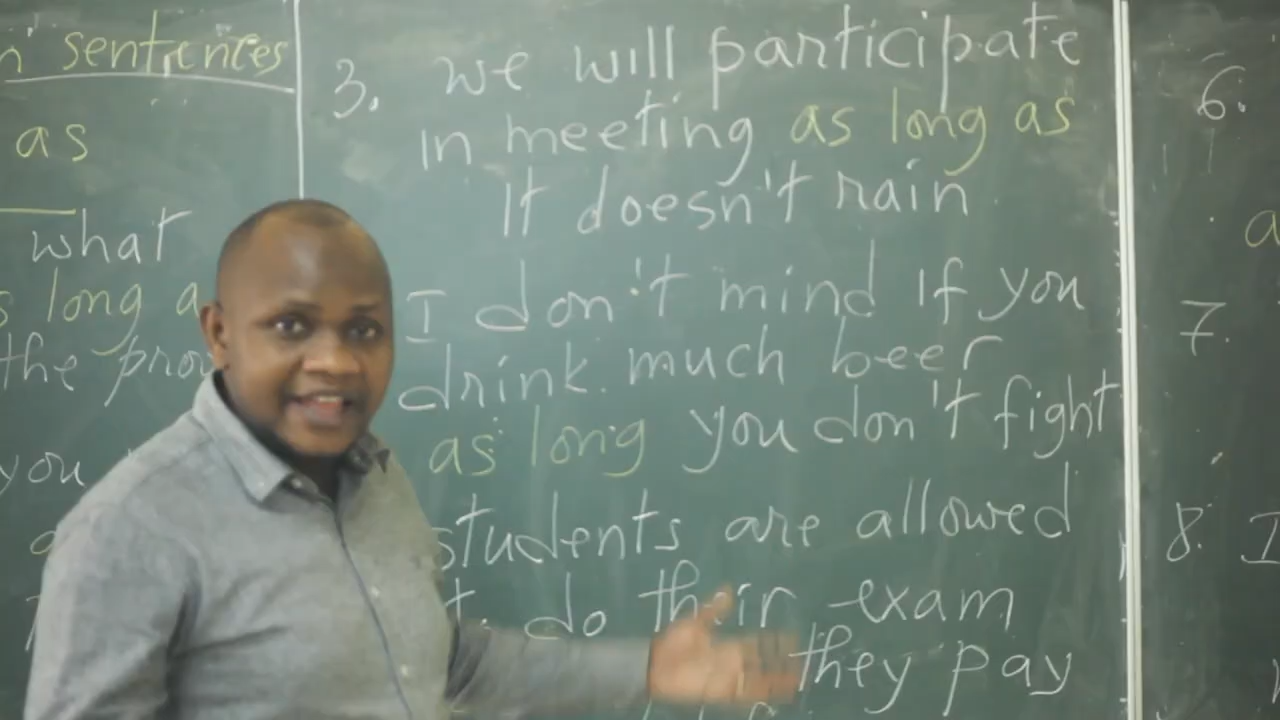 sentences
as
what
long
the
you
3. we will participate
in meeting as long as
It doesn't rain
I don't mind If you
drink much beer
as long you don't fight
students are allowed
do their exam
they pay
6.
7.
8. I